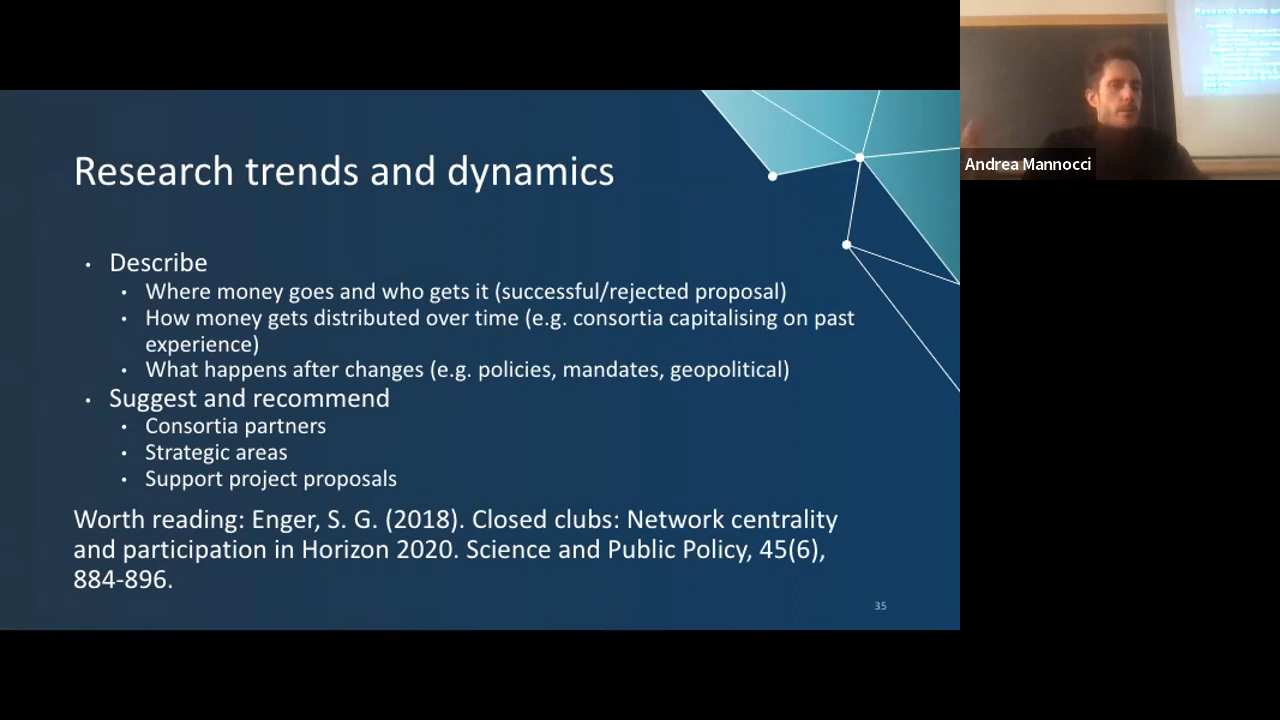 Research trends and dynamics
• Describe
• Where money goes and who gets it (successful/rejected proposal)
• How money gets distributed over time (e.g. consortia capitalising on past
experience)
• What happens after changes (e.g. policies, mandates, geopolitical)
• Suggest and recommend
• Consortia partners
• Strategic areas
• Support project proposals
Worth reading: Enger, S. G. (2018). Closed clubs: Network centrality
and participation in Horizon 2020. Science and Public Policy, 45(6),
884-896.
35
Research trends an
Andrea Mannocci